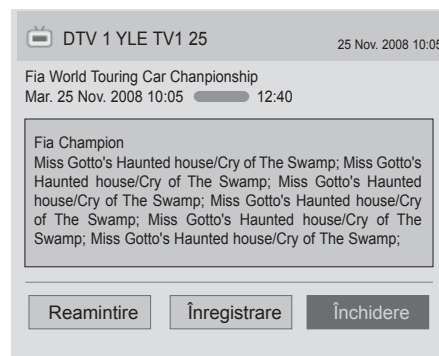 DTV 1 YLE TV1 25
25 Nov. 2008 10:05
Fia World Touring Car Chanpionship
Mar. 25 Nov. 2008 10:05 12:40
Fia Champion
Miss Gotto's Haunted house/Cry of The Swamp; Miss Gotto's
Haunted house/Cry of The Swamp; Miss Gotto's Haunted
house/Cry of The Swamp; Miss Gotto's Haunted house/Cry
of The Swamp; Miss Gotto's Haunted house/Cry of The
Swamp; Miss Gotto's Haunted house/Cry of The Swamp;
Reamintire
Înregistrare
Închidere